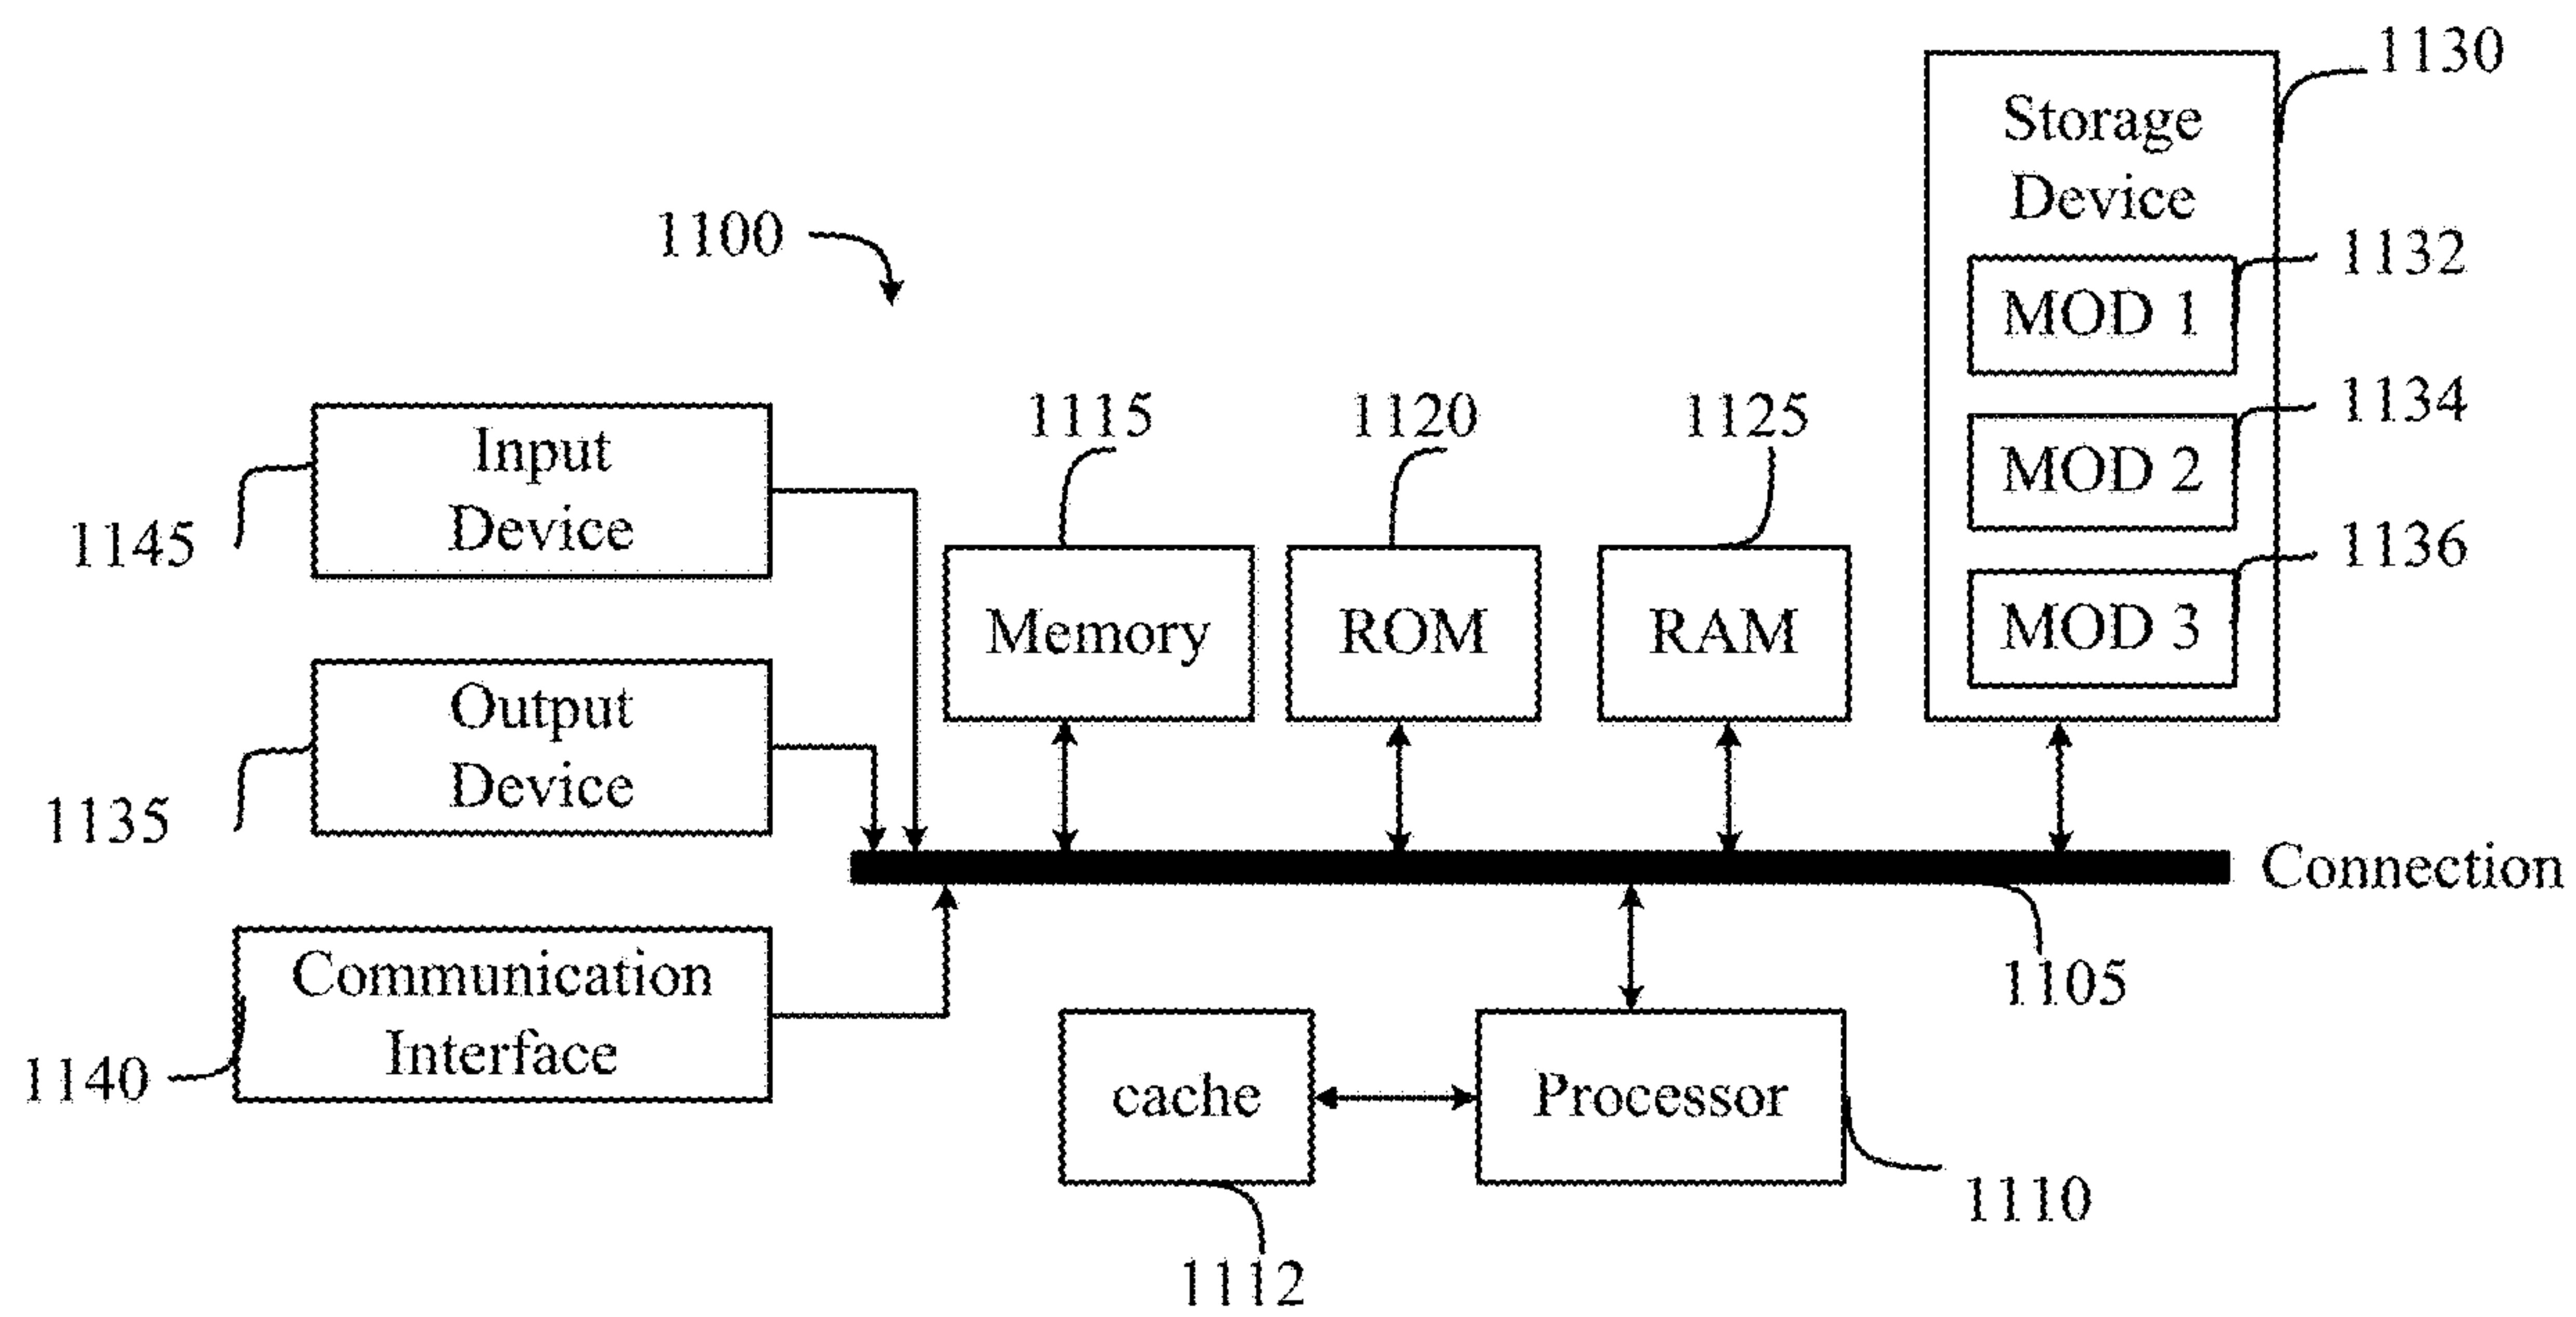 1130
Storage
Device
1100
1132
MOD 1
1115
1120
1125
1134
Input
Device
MOD 2
1145
1136
Memory
ROM
RAM
MOD 3
Output
Device
1135
Connection
Communication
Interface
1105
1140
cache
Processor
1110
1112